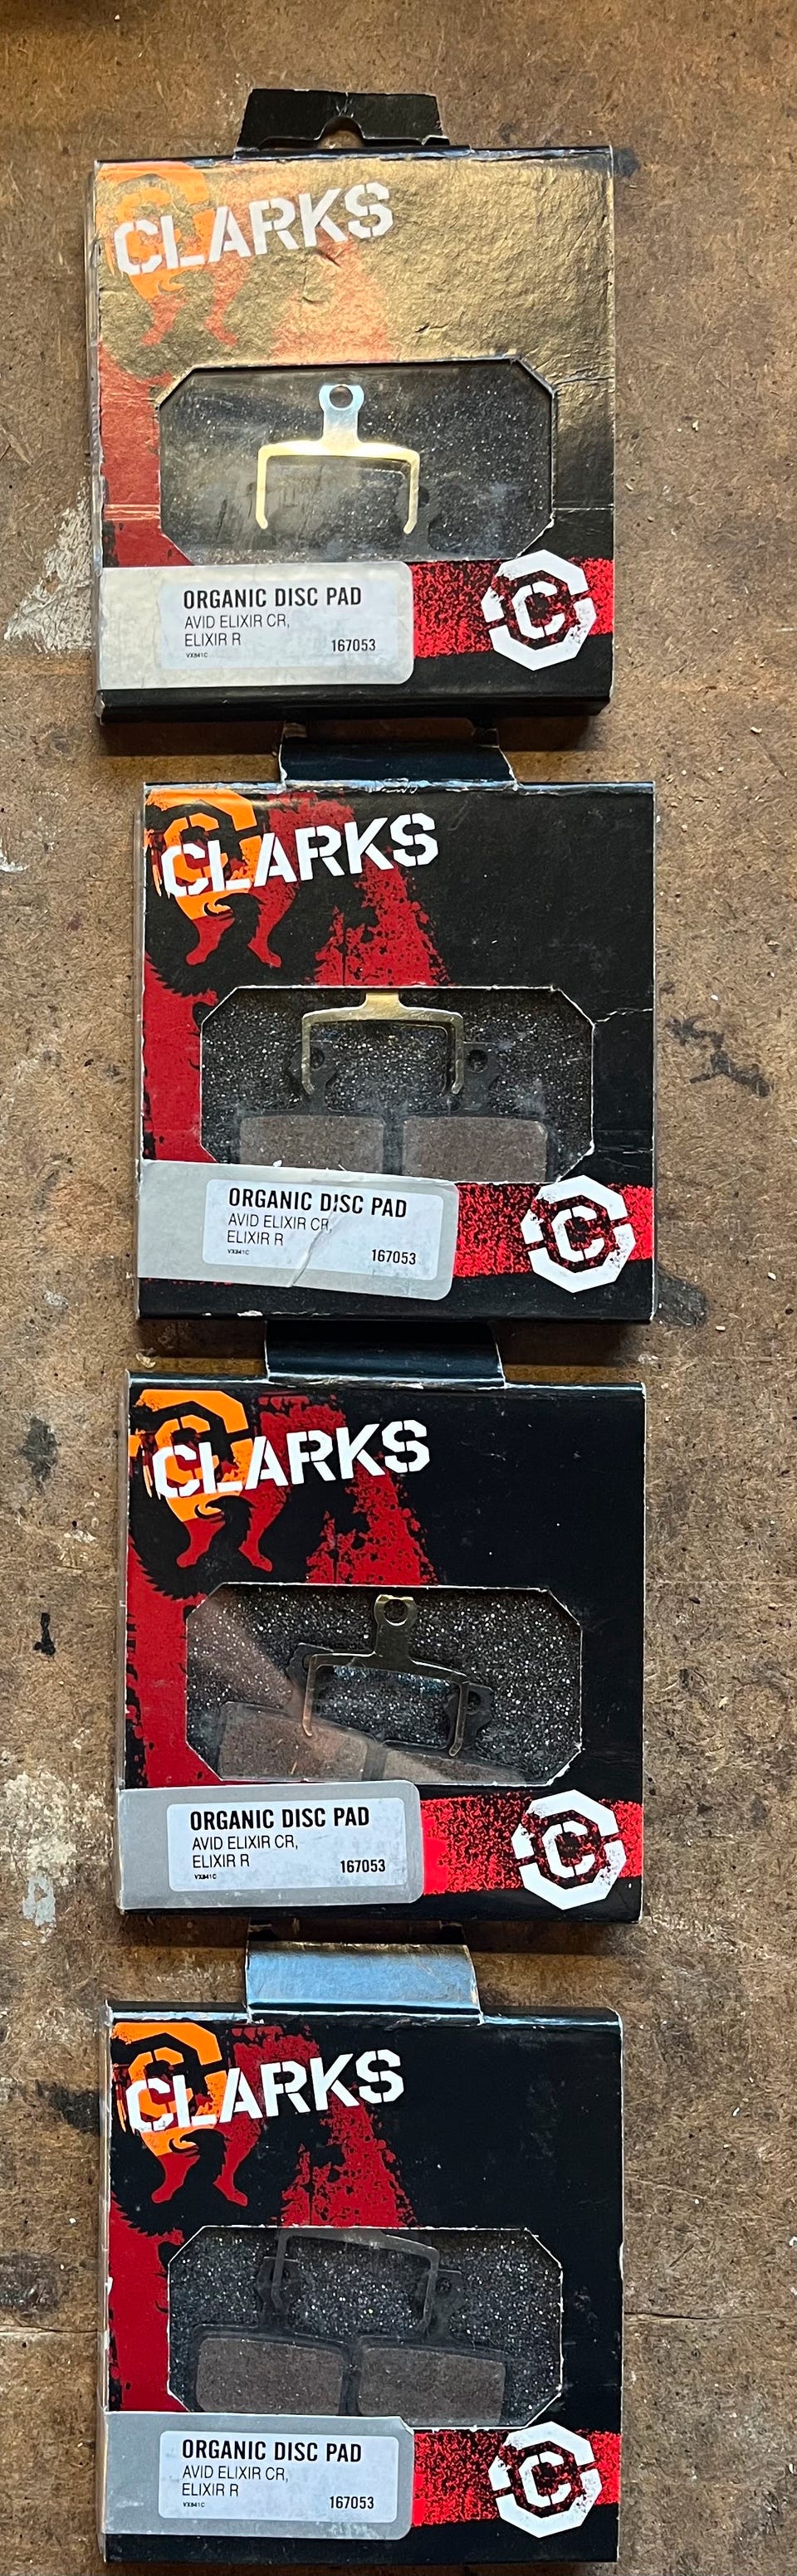 CLARKS
C
ORGANIC DISC PAD
AVID ELIXIR CR,
ELIXIR R
VX841C
167053
CLARKS
C
ORGANIC DISC PAD
AVID ELIXIR CR,
ELIXIR R
VX841C
167053
CLARKS
C
ORGANIC DISC PAD
AVID ELIXIR CR,
ELIXIR R
VX841C
167053
CLARKS
C
ORGANIC DISC PAD
AVID ELIXIR CR,
ELIXIR R
VX841C
167053